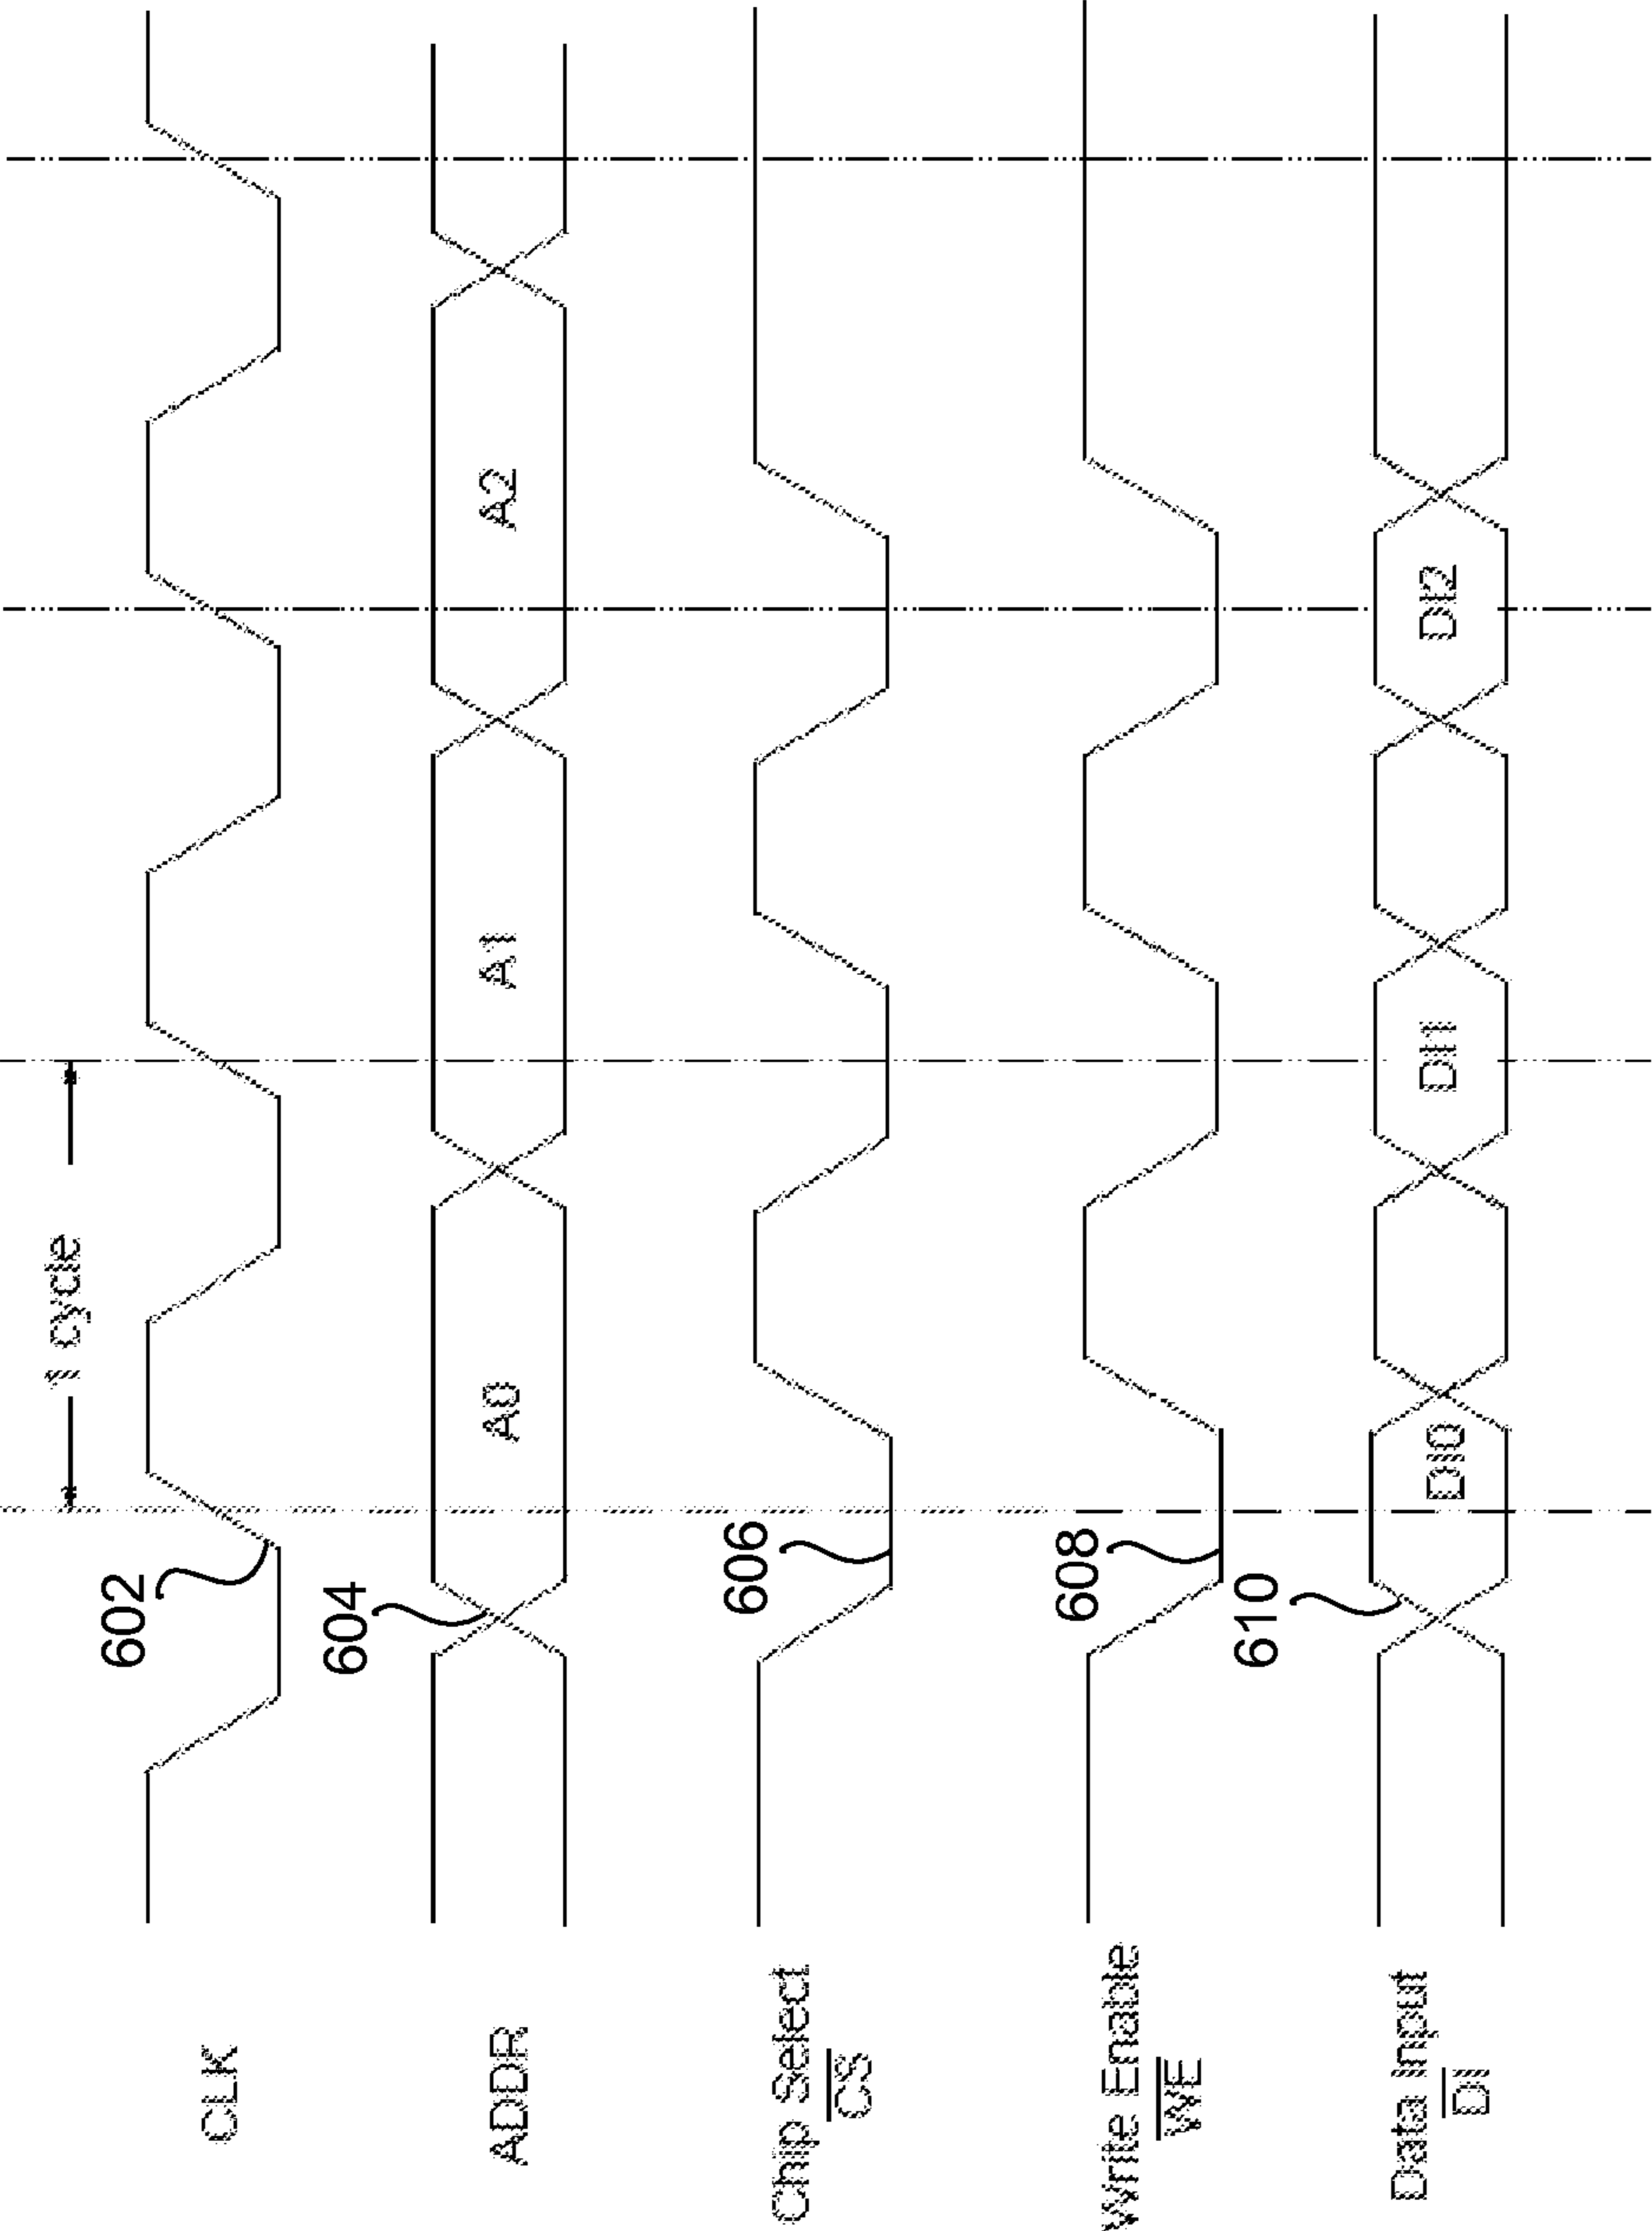 1 cycle
CLK
602
ADDR
604
A0
A1
A2
Chip Select
CS
606
Write Enable
WE
608
Data Input
DI
610
DI0
DI1
DI2